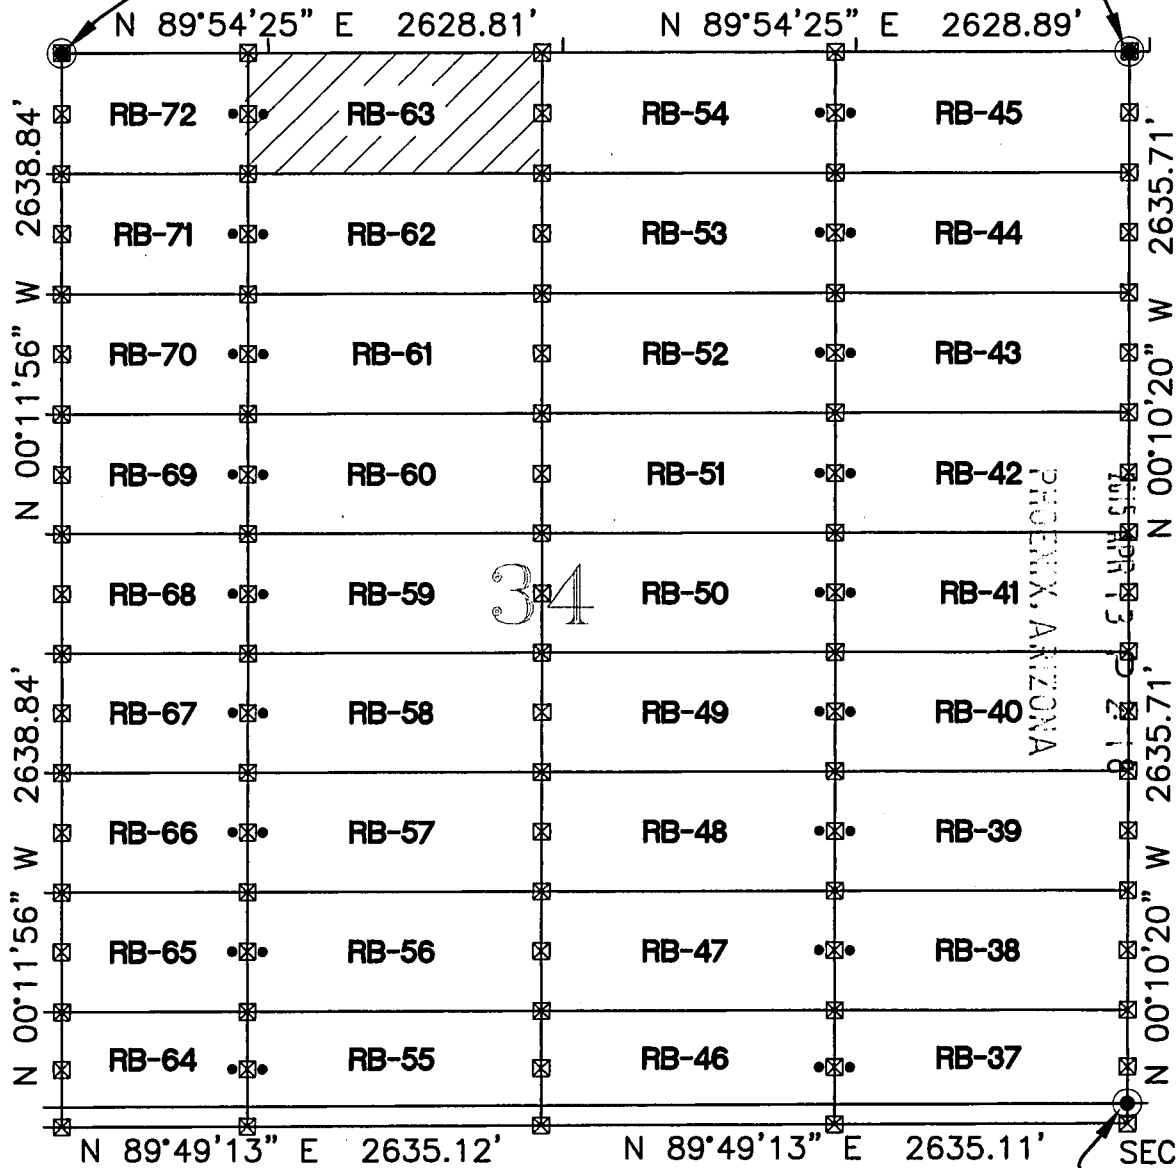 N 89°54'25" E 2628.81' N 89°54'25" E 2628.89'
RB-72 RB-63 RB-54 RB-45
N 00°11'56" W 2638.84'
N 00°10'20" W 2635.71'
RB-71 RB-62 RB-53 RB-44
RB-70 RB-61 RB-52 RB-43
RB-69 RB-60 RB-51 RB-42
PHOENIX, ARIZONA
RB-68 RB-59 34 RB-50 RB-41
RB-67 RB-58 RB-49 RB-40
N 00°11'56" W 2638.84'
N 00°10'20" W 2635.71'
RB-66 RB-57 RB-48 RB-39
RB-65 RB-56 RB-47 RB-38
RB-64 RB-55 RB-46 RB-37
N 89°49'13" E 2635.12' N 89°49'13" E 2635.11' SEC